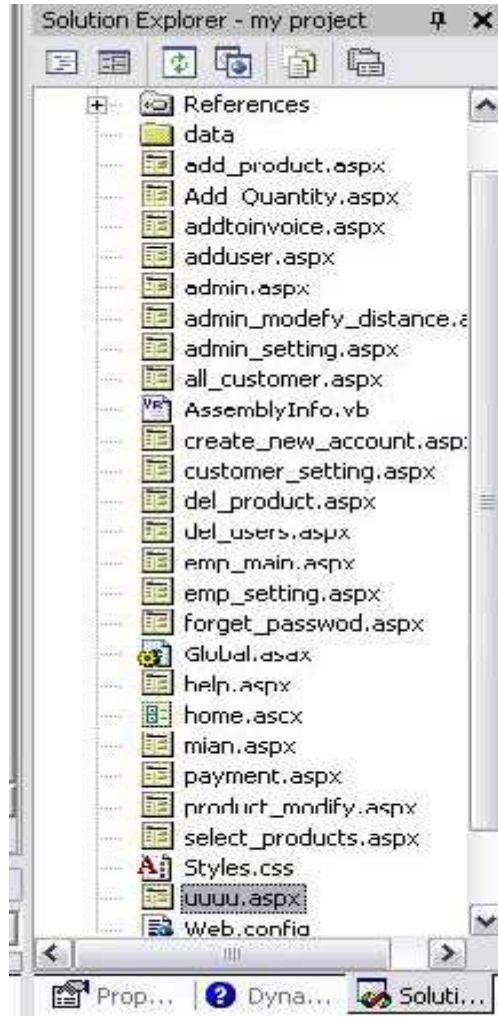 Solution Explorer - my project
References
data
add_product.aspx
Add_Quantity.aspx
addtoinvoice.aspx
adduser.aspx
admin.aspx
admin_modefy_distance.a
admin_setting.aspx
all_customer.aspx
AssemblyInfo.vb
create_new_account.asp
customer_setting.aspx
del_product.aspx
del_users.aspx
emp_main.aspx
emp_setting.aspx
forget_passwod.aspx
Global.asax
help.aspx
home.ascx
mian.aspx
payment.aspx
product_modify.aspx
select_products.aspx
Styles.css
uuuu.aspx
Web.config
Prop... Dyna... Soluti...